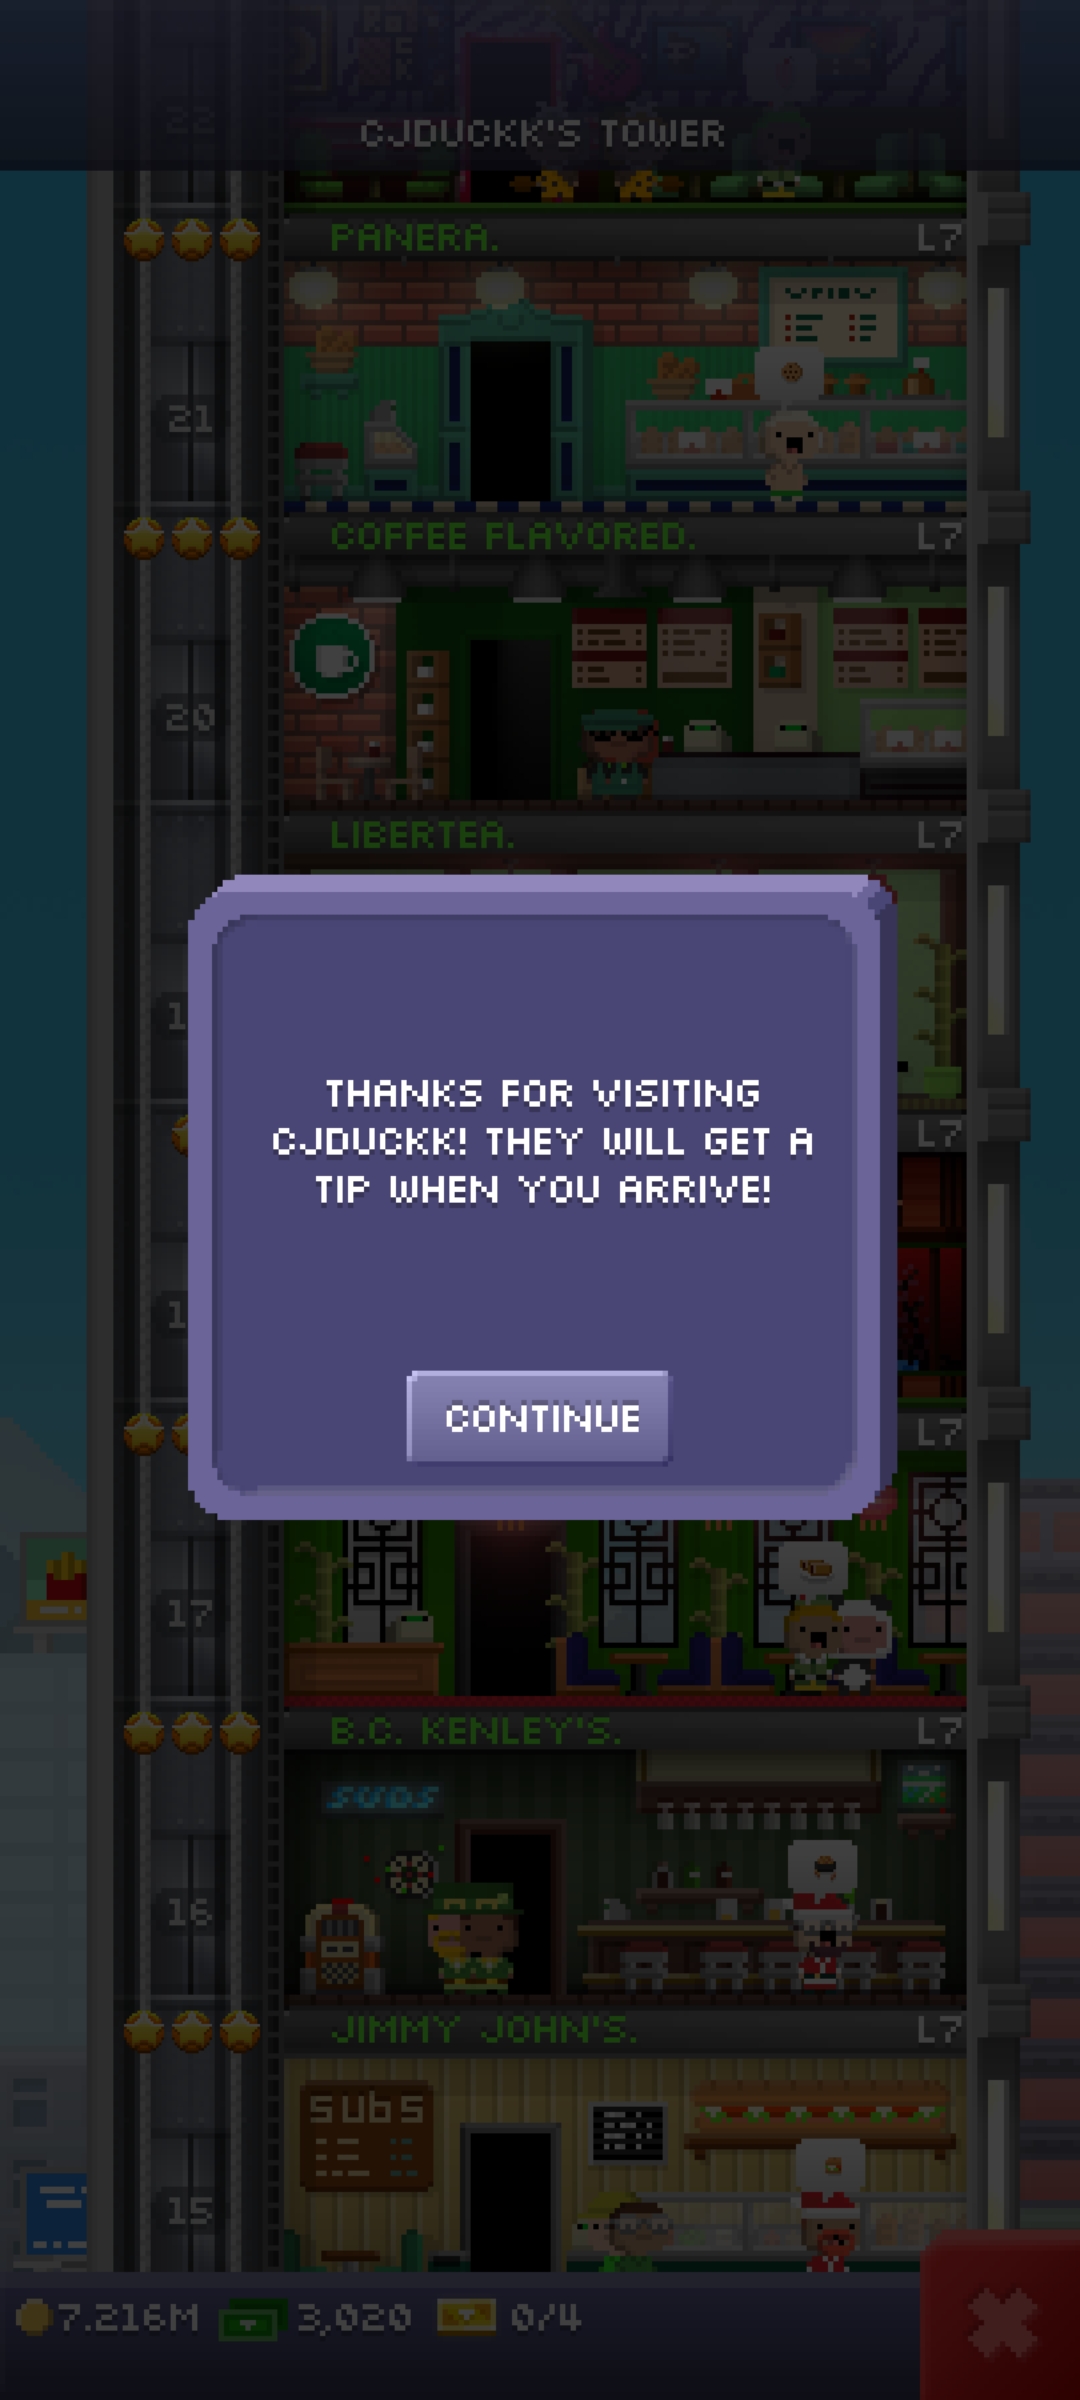 22
CJDUCKK'S TOWER
PANERA.
L7
21
COFFEE FLAVORED.
L7
20
LIBERTEA.
L7
THANKS FOR VISITING
CJDUCKK! THEY WILL GET A
TIP WHEN YOU ARRIVE!
L7
L7
CONTINUE
17
B.C. KENLEY'S.
L7
SUDS
16
JIMMY JOHN'S.
L7
subs
15
7.216M
3,020
0/4